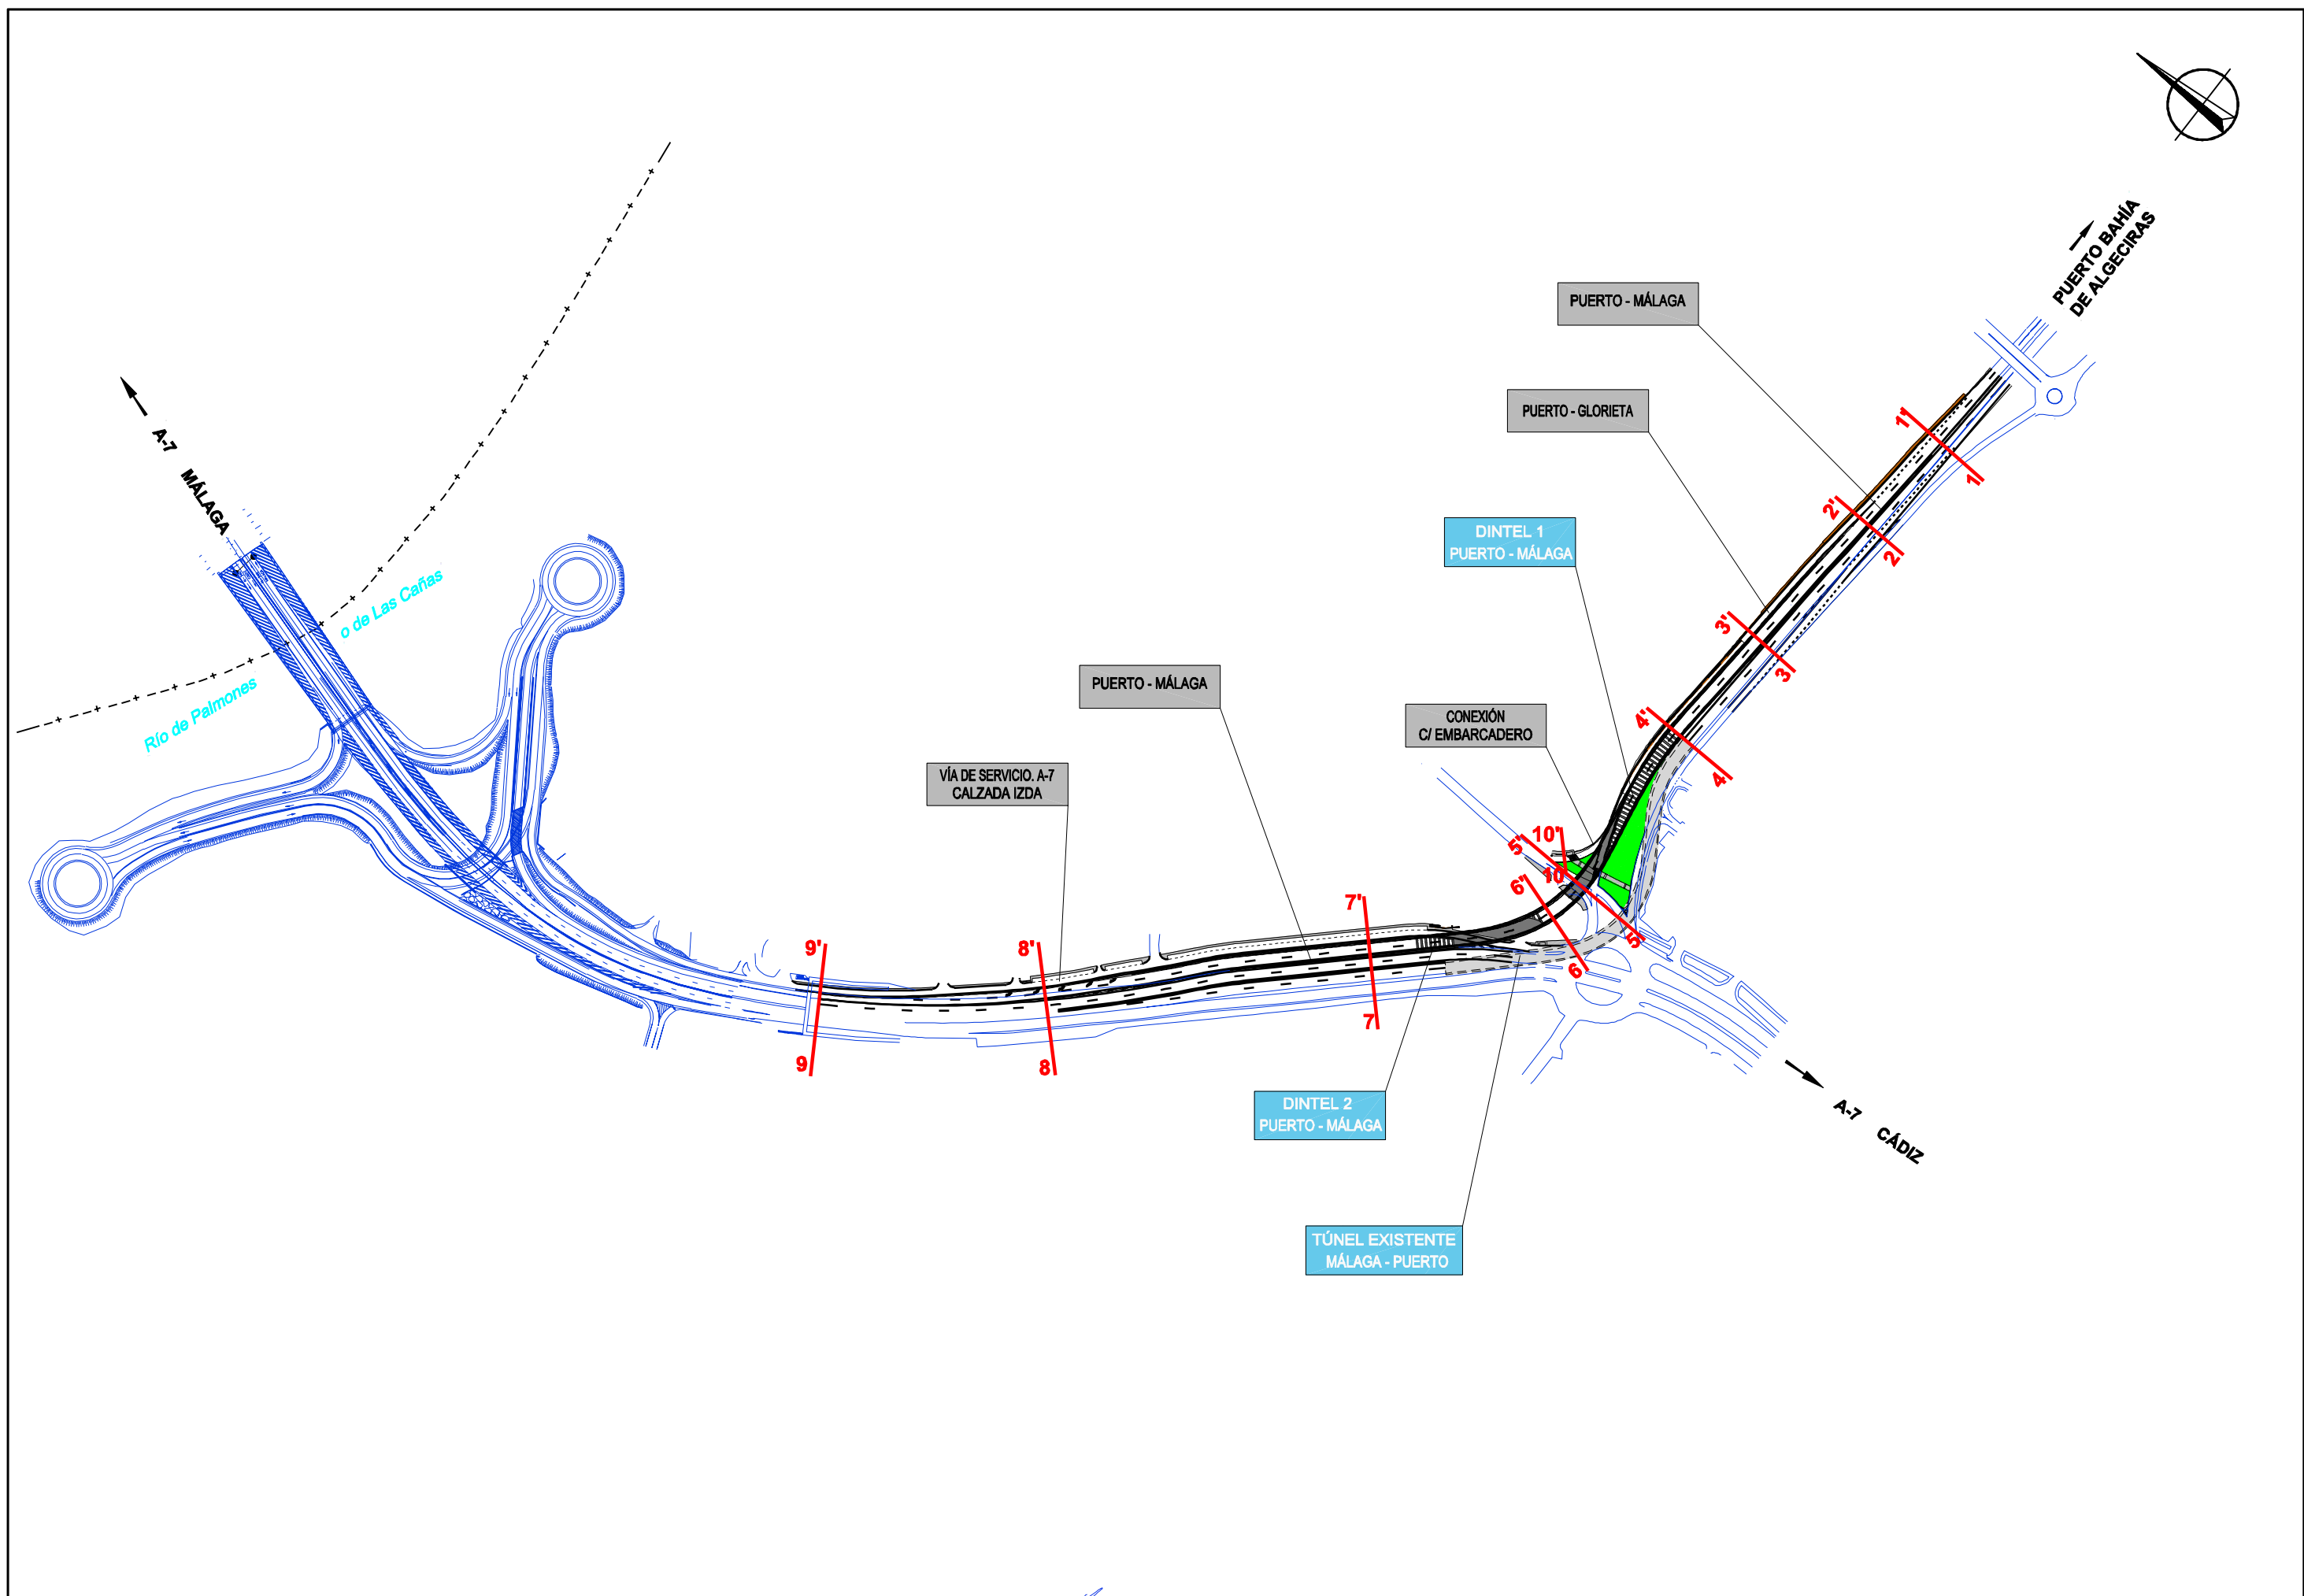 PUERTO BAHÍA
DE ALGECIRAS
PUERTO - MÁLAGA
PUERTO - GLORIETA
1'
1
2'
2
DINTEL 1
PUERTO - MÁLAGA
A-7 MÁLAGA
o de Las Cañas
Río de Palmones
3'
3
PUERTO - MÁLAGA
CONEXIÓN
C/ EMBARCADERO
4'
4
VÍA DE SERVICIO. A-7
CALZADA IZDA
10'
5'
10
6'
7'
5
9'
8'
6
7
9
8
DINTEL 2
PUERTO - MÁLAGA
A-7 CÁDIZ
TÚNEL EXISTENTE
MÁLAGA - PUERTO